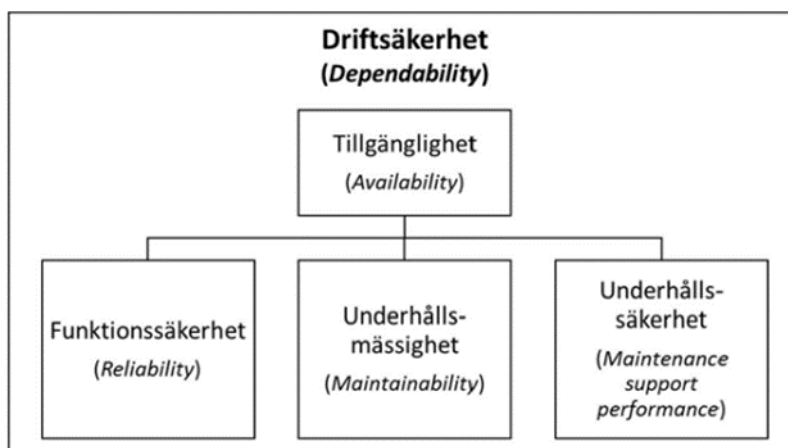 Driftsäkerhet
(Dependability)
Tillgänglighet
(Availability)
Funktionssäkerhet
(Reliability)
Underhålls-
mässighet
(Maintainability)
Underhålls-
säkerhet
(Maintenance
support
performance)